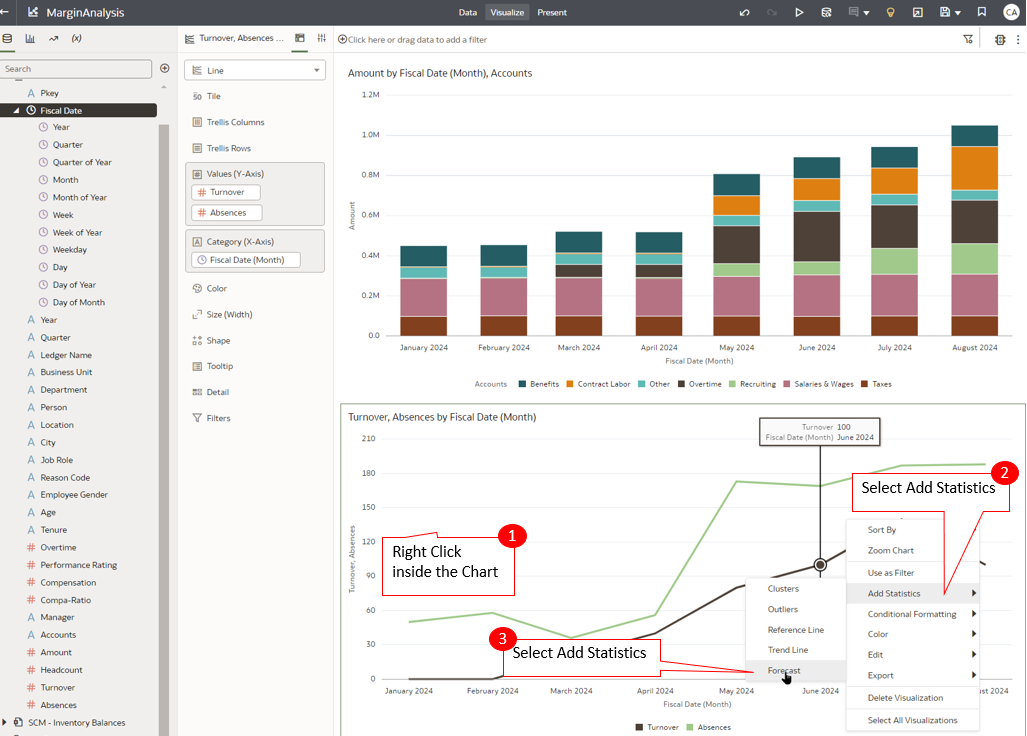 MarginAnalysis
Data Visualize Present
CA
(x)
Search
Pkey
Fiscal Date
Year
Quarter
Quarter of Year
Month
Month of Year
Week
Week of Year
Weekday
Day
Day of Year
Day of Month
Year
Quarter
Ledger Name
Business Unit
Department
Person
Location
City
Job Role
Reason Code
Employee Gender
Age
Tenure
Overtime
Performance Rating
Compensation
Compa-Ratio
Manager
Accounts
Amount
Headcount
Turnover
Absences
SCM - Inventory Balances
Turnover, Absences ...
Line
Tile
Trellis Columns
Trellis Rows
Values (Y-Axis)
Turnover
Absences
Category (X-Axis)
Fiscal Date (Month)
Color
Size (Width)
Shape
Tooltip
Detail
Filters
Click here or drag data to add a filter
Amount by Fiscal Date (Month), Accounts
1.2M
1.0M
0.8M
0.6M
0.4M
0.2M
0.0
Amount
January 2024 February 2024 March 2024 April 2024 May 2024 June 2024 July 2024 August 2024
Fiscal Date (Month)
Accounts Benefits Contract Labor Other Overtime Recruiting Salaries & Wages Taxes
Turnover, Absences by Fiscal Date (Month)
210
180
150
120
90
60
30
0
Turnover, Absences
Turnover 100
Fiscal Date (Month) June 2024
1
Right Click
inside the Chart
2
Select Add Statistics
3
Select Add Statistics
Sort By
Zoom Chart
Use as Filter
Add Statistics
Conditional Formatting
Color
Edit
Export
Delete Visualization
Select All Visualizations
Clusters
Outliers
Reference Line
Trend Line
Forecast
January 2024 February 2024 March 2024 April 2024 May 2024 June 2024 2024
Fiscal Date (Month)
Turnover Absences